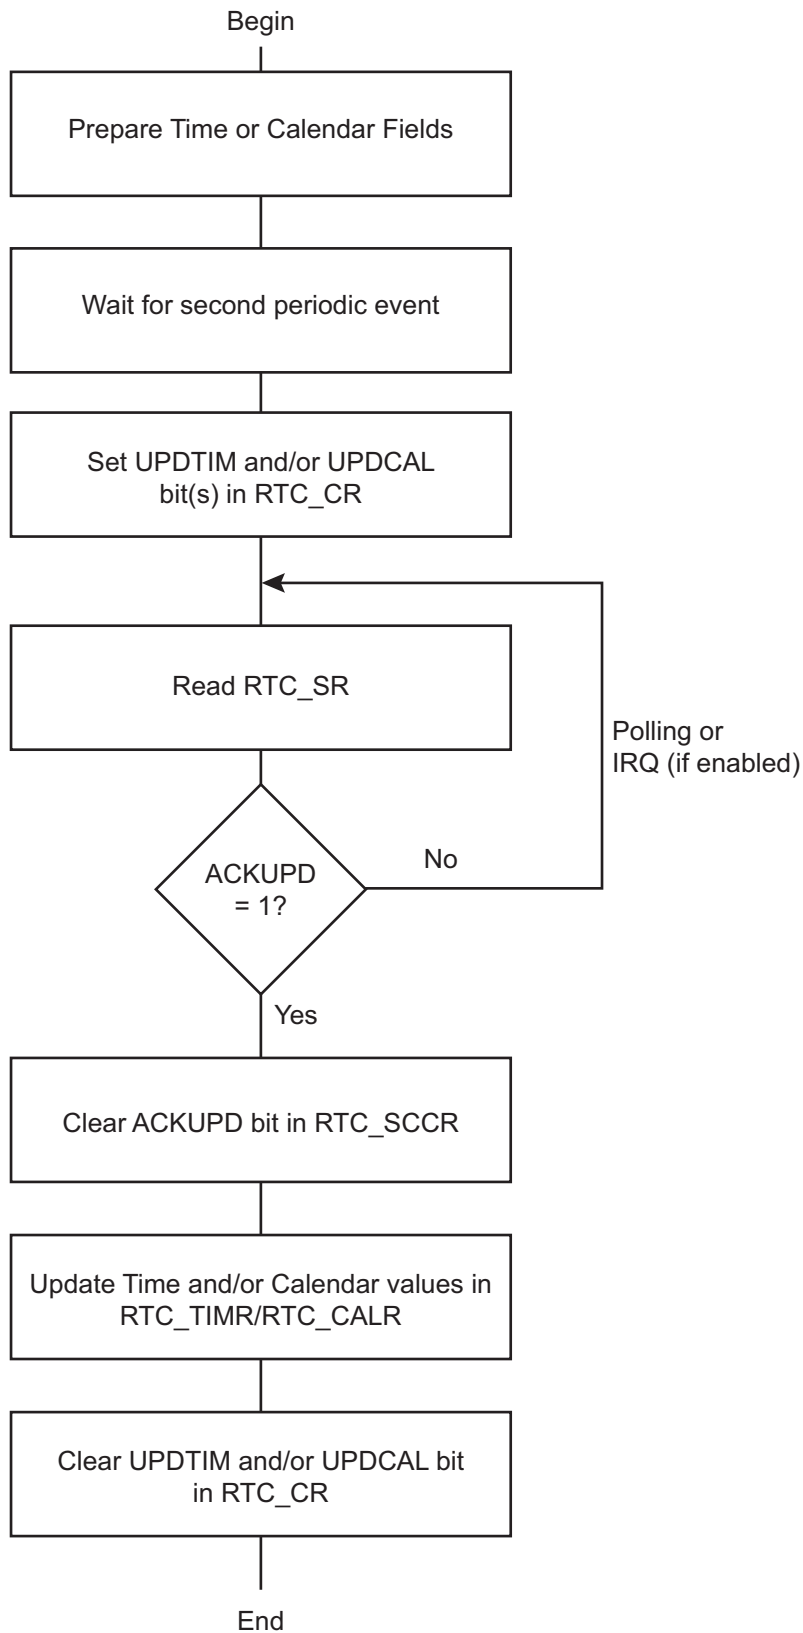 Begin
Prepare Time or Calendar Fields
Wait for second periodic event
Set UPDTIM and/or UPDCAL
bit(s) in RTC_CR
Read RTC_SR
Polling or
IRQ (if enabled)
ACKUPD
= 1?
No
Yes
Clear ACKUPD bit in RTC_SCCR
Update Time and/or Calendar values in
RTC_TIMR/RTC_CALR
Clear UPDTIM and/or UPDCAL bit
in RTC_CR
End